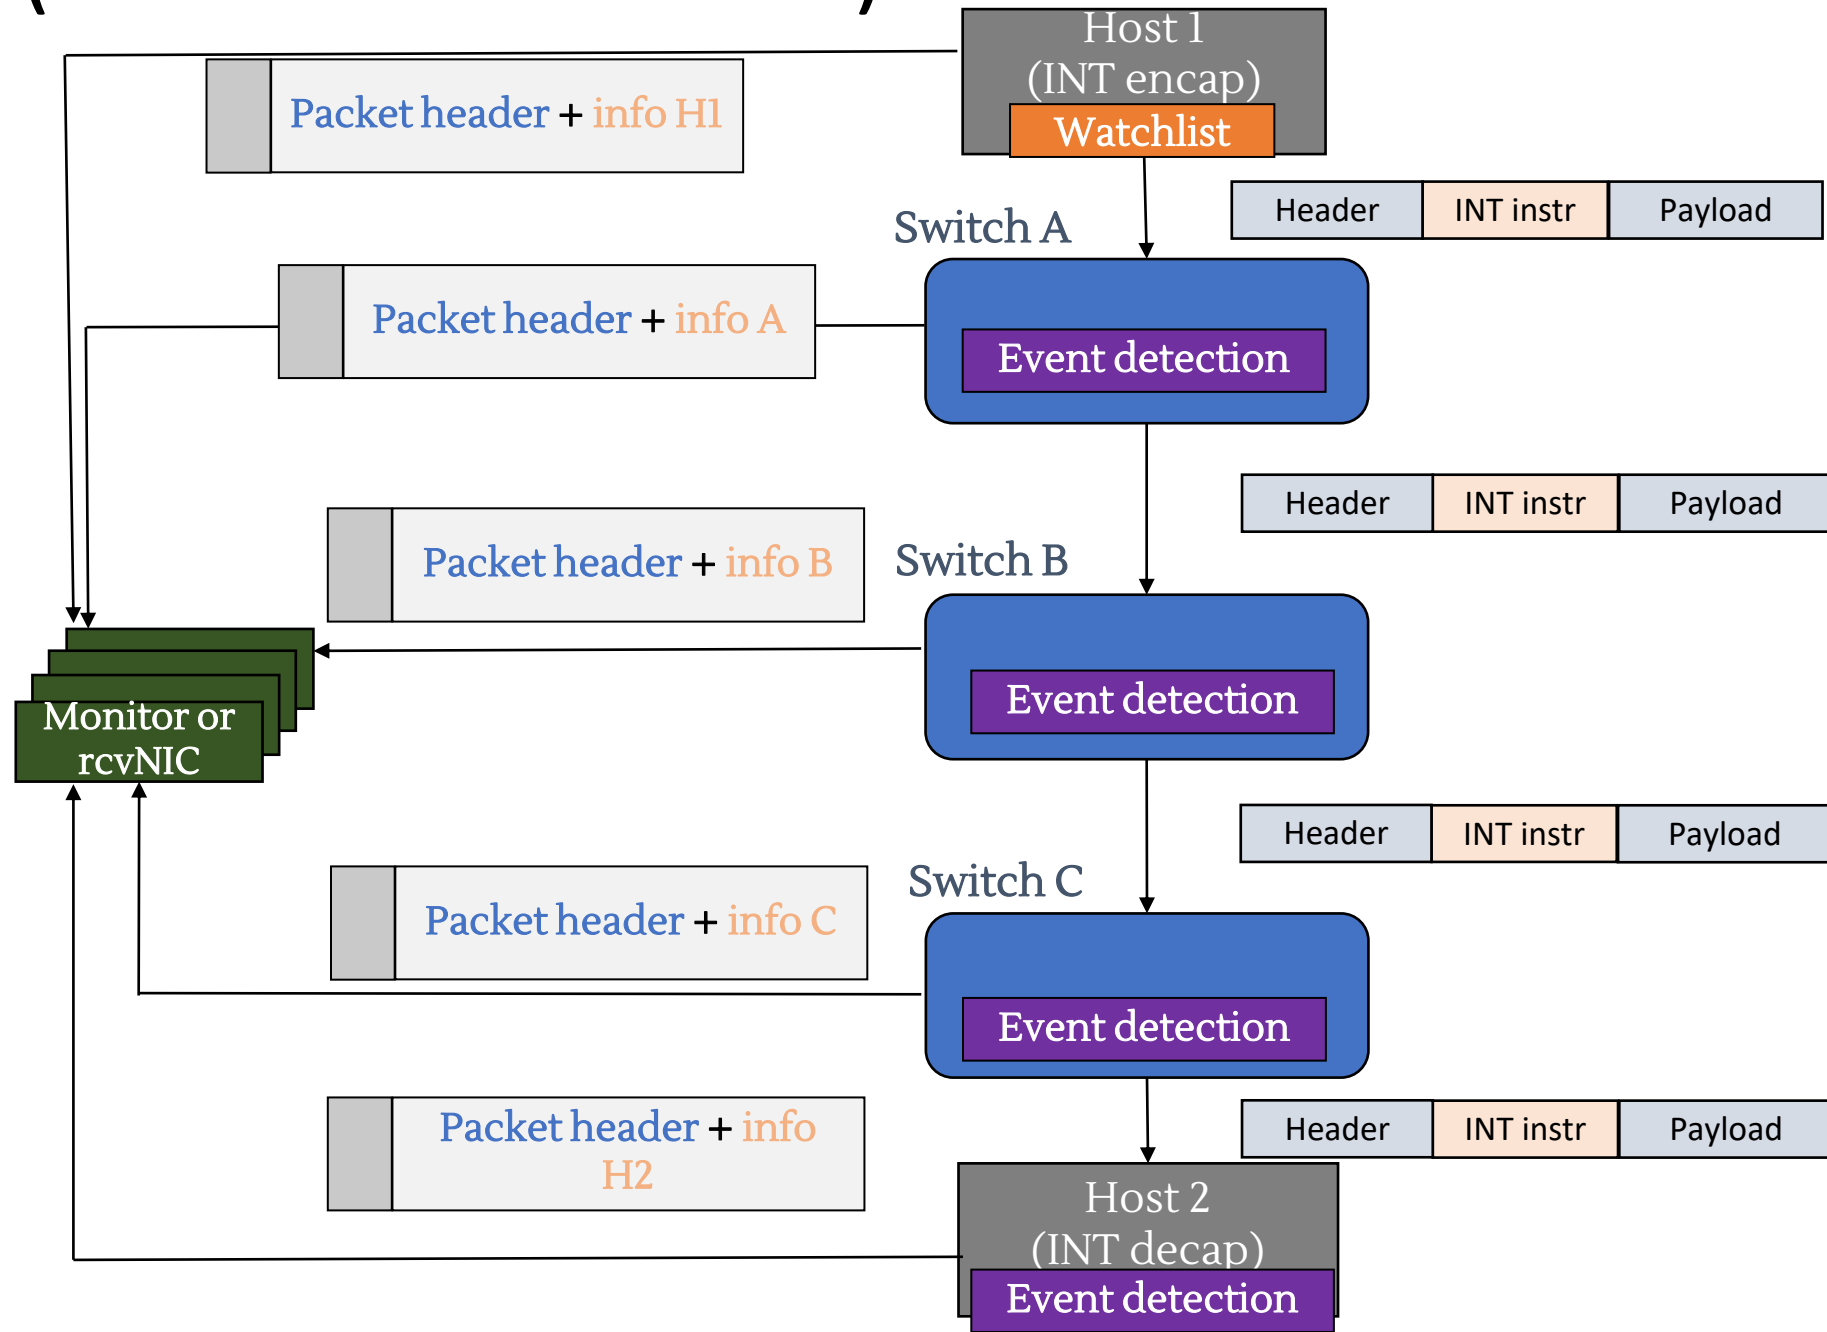 Host 1
(INT encap)
Watchlist
Packet header + info H1
Header INT instr Payload
Switch A
Packet header + info A
Event detection
Header INT instr Payload
Packet header + info B
Switch B
Event detection
Monitor or
rcvNIC
Header INT instr Payload
Packet header + info C
Switch C
Event detection
Packet header + info
H2
Header INT instr Payload
Host 2
(INT decap)
Event detection